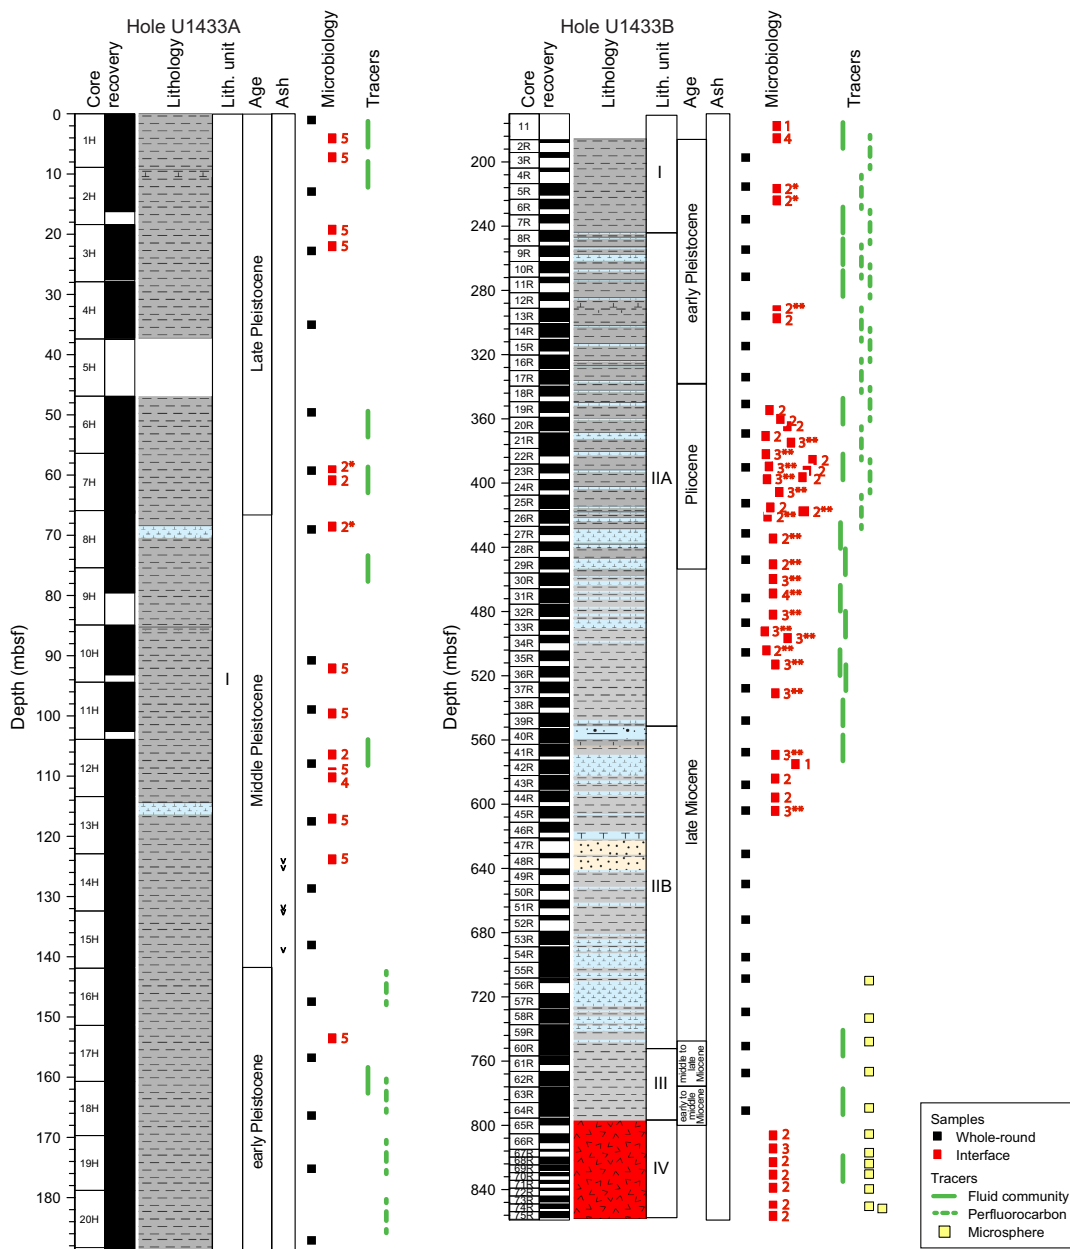 Hole U1433A
Core
recovery
Lithology
Lith. unit
Age
Ash
Microbiology
Tracers
Depth (mbsf)
0
10
20
30
40
50
60
70
80
90
100
110
120
130
140
150
160
170
180
1H
2H
3H
4H
5H
6H
7H
8H
9H
10H
11H
12H
13H
14H
15H
16H
17H
18H
19H
20H
I
Late Pleistocene
Middle Pleistocene
early Pleistocene
v
v
v
v
v
5
5
5
5
2*
2
2*
5
5
2
5
4
5
5
5
Hole U1433B
Core
recovery
Lithology
Lith. unit
Age
Ash
Microbiology
Tracers
Depth (mbsf)
200
240
280
320
360
400
440
480
520
560
600
640
680
720
760
800
840
11
2R
3R
4R
5R
6R
7R
8R
9R
10R
11R
12R
13R
14R
15R
16R
17R
18R
19R
20R
21R
22R
23R
24R
25R
26R
27R
28R
29R
30R
31R
32R
33R
34R
35R
36R
37R
38R
39R
40R
41R
42R
43R
44R
45R
46R
47R
48R
49R
50R
51R
52R
53R
54R
55R
56R
57R
58R
59R
60R
61R
62R
63R
64R
65R
66R
67R
68R
69R
70R
71R
72R
73R
74R
75R
I
IIA
IIB
III
IV
early Pleistocene
Pliocene
late Miocene
middle to
late
Miocene
early to
middle
Miocene
1
4
2*
2*
2**
2
2
2
2
2
3**
3**
2
3**
1 2
3**
2
3**
2
2**
2**
2**
2**
3**
4**
3**
3**
3**
2**
3**
3**
3**
1
2
2
3**
2
3
2
2
2
2
2
Samples
Whole-round
Interface
Tracers
Fluid community
Perfluorocarbon
Microsphere